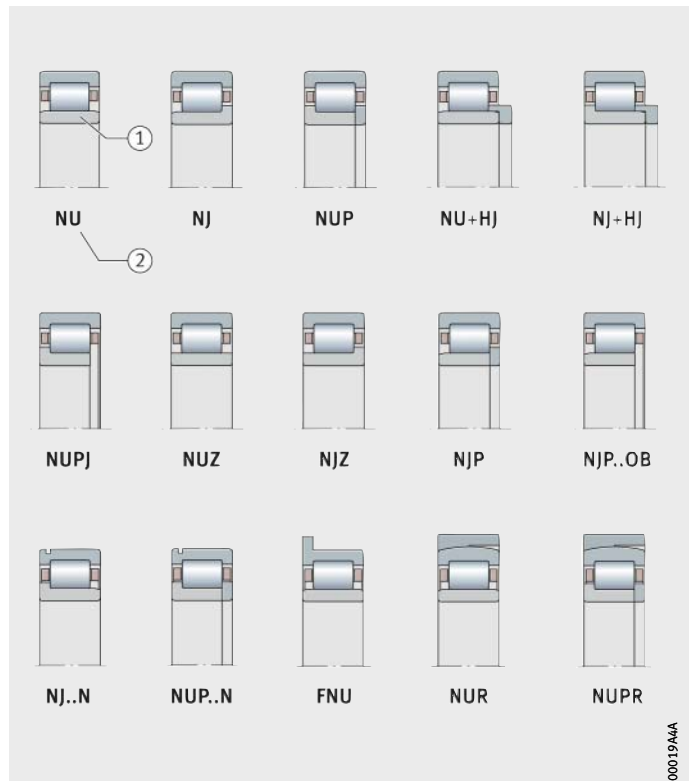 1
NU NJ NUP NU+HJ NJ+HJ
2
NUPJ NUZ NJZ NJP NJP..OB
NJ..N NUP..N FNU NUR NUPR
00019A4A